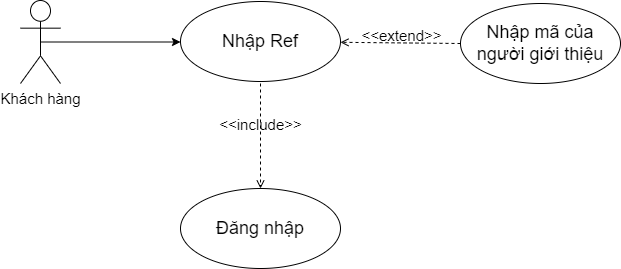 Nhập Ref
<<extend>>
Nhập mã của
người giới thiệu
Khách hàng
<<include>>
Đăng nhập